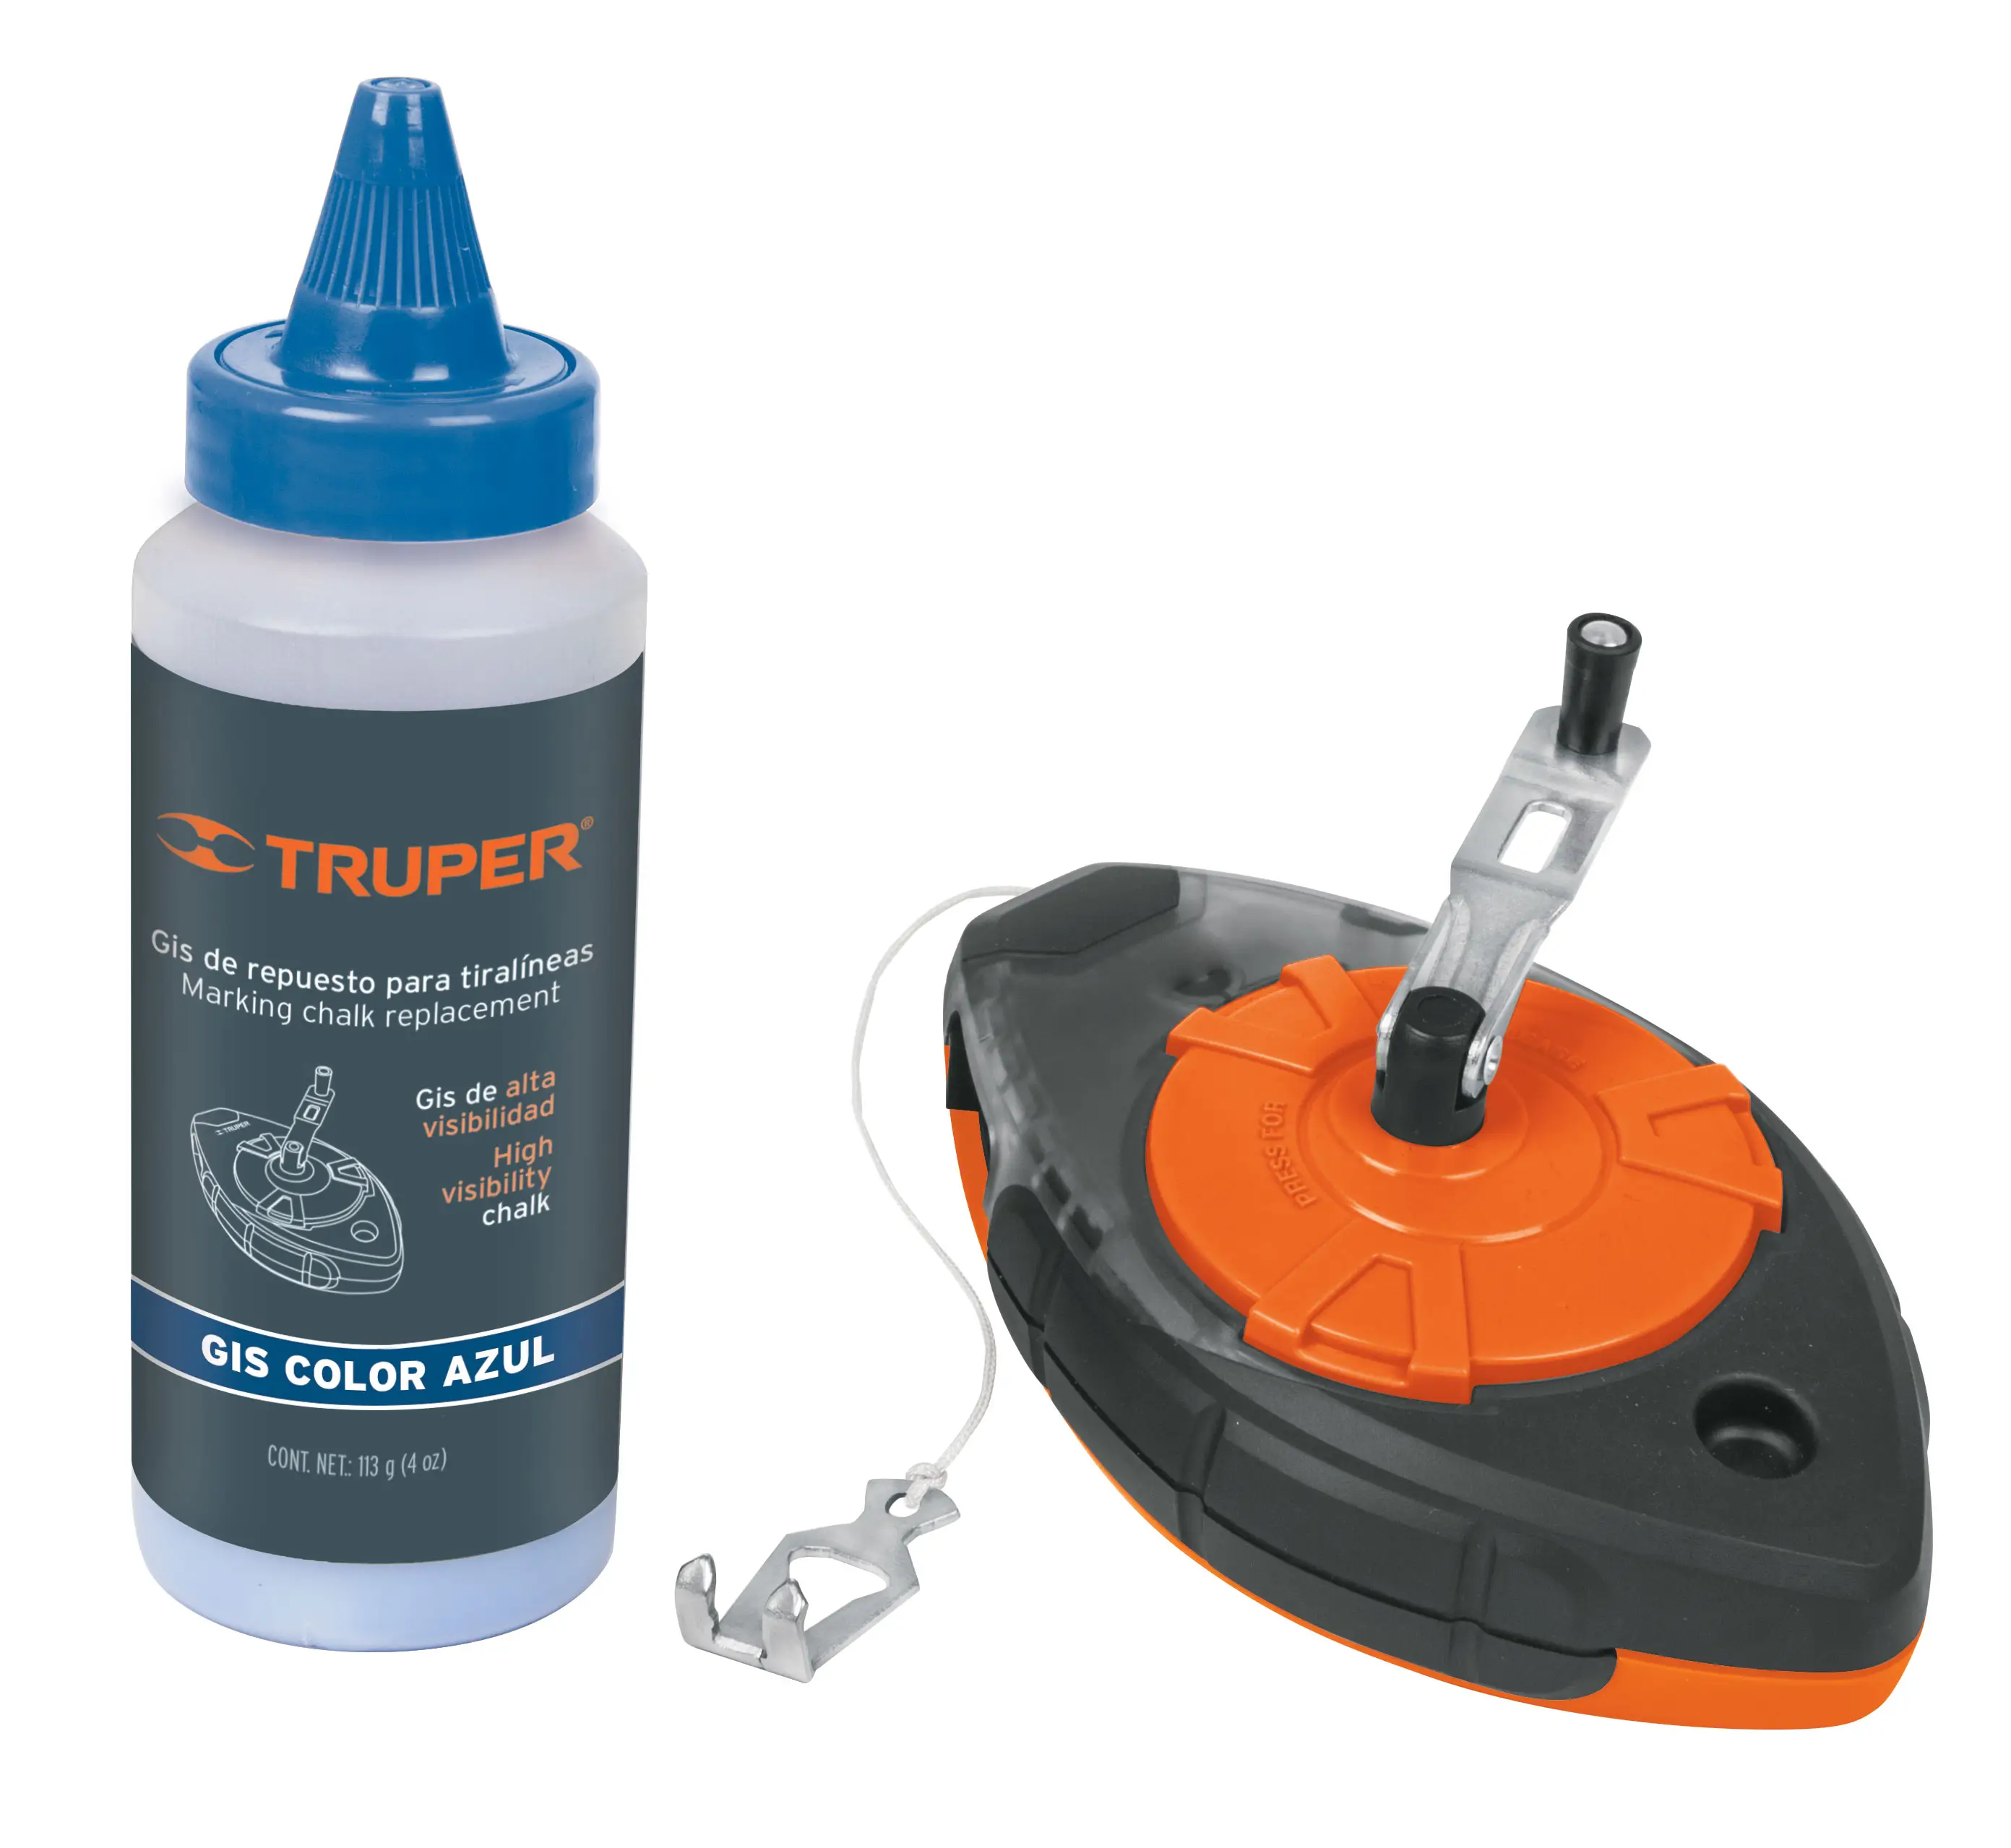 TRUPER®
Gis de repuesto para tiralíneas
Marking chalk replacement
Gis de alta
visibilidad
High
visibility
chalk
TRUPER
GIS COLOR AZUL
CONT. NET.: 113 g (4 oz)
PRESS FOR